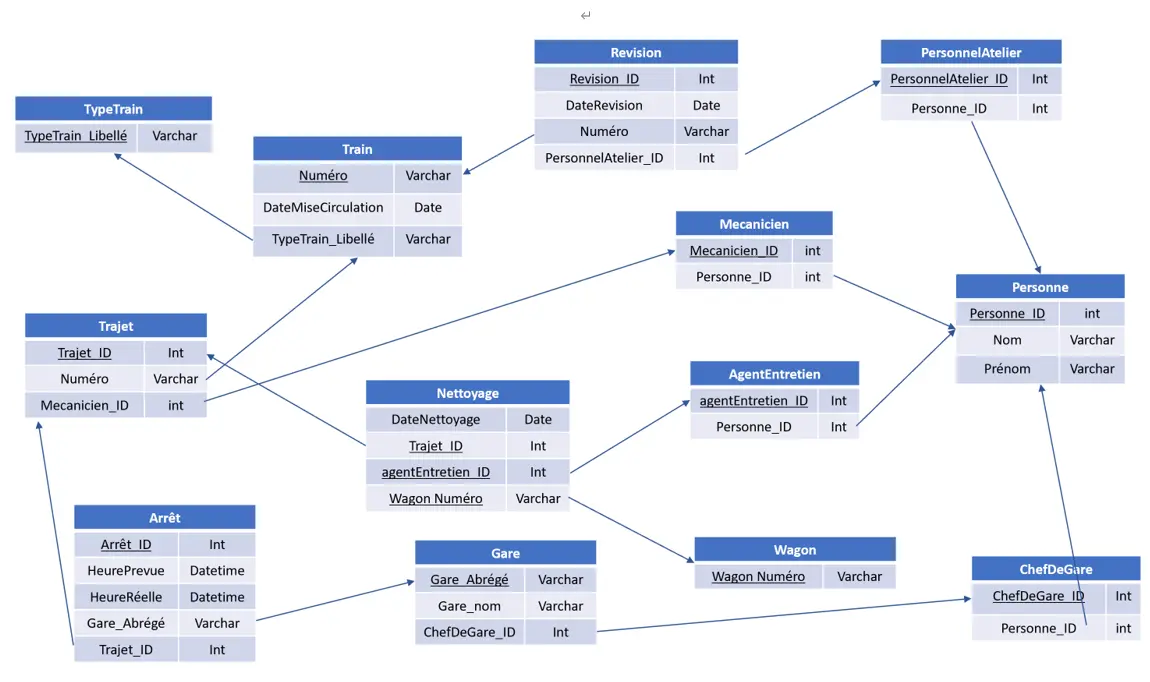 ↵
Revision
Revision_ID Int
DateRevision Date
Numéro Varchar
PersonnelAtelier_ID Int
PersonnelAtelier
PersonnelAtelier_ID Int
Personne_ID Int
TypeTrain
TypeTrain_Libellé Varchar
Train
Numéro Varchar
DateMiseCirculation Date
TypeTrain_Libellé Varchar
Mecanicien
Mecanicien_ID int
Personne_ID int
Personne
Personne_ID int
Nom Varchar
Prénom Varchar
Trajet
Trajet_ID Int
Numéro Varchar
Mecanicien_ID int
Nettoyage
DateNettoyage Date
Trajet_ID Int
agentEntretien_ID Int
Wagon Numéro Varchar
AgentEntretien
agentEntretien_ID Int
Personne_ID Int
Arrêt
Arrêt_ID Int
HeurePrevue Datetime
HeureRéelle Datetime
Gare_Abrégé Varchar
Trajet_ID Int
Gare
Gare_Abrégé Varchar
Gare_nom Varchar
ChefDeGare_ID Int
Wagon
Wagon Numéro Varchar
ChefDeGare
ChefDeGare_ID Int
Personne_ID int